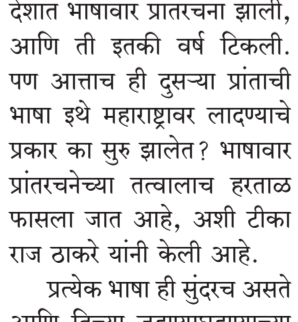 देशात भाषावार प्रातरचना झाली,
आणि ती इतकी वर्ष टिकली.
पण आत्ताच ही दुसऱ्या प्रांताची
भाषा इथे महाराष्ट्रावर लादण्याचे
प्रकार का सुरु झालेत? भाषावार
प्रांतरचनेच्या तत्वालाच हरताळ
फासला जात आहे, अशी टीका
राज ठाकरे यांनी केली आहे.
प्रत्येक भाषा ही सुंदरच असते
आणि तिच्या